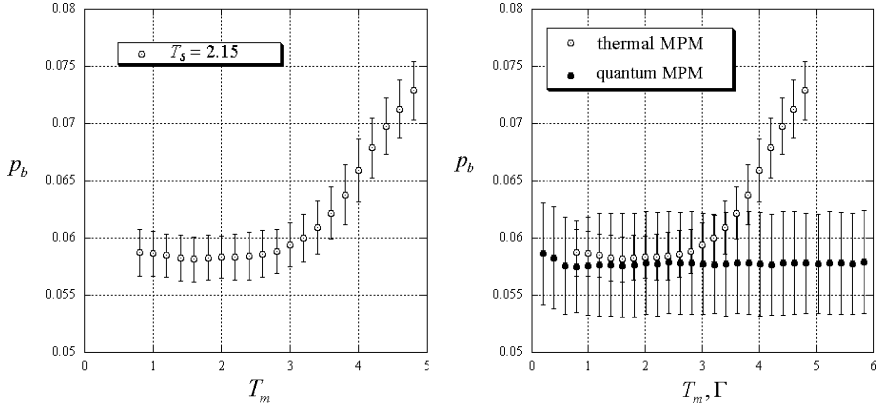 0.08
0.075
0.07
0.065
0.06
0.055
0.05
p_b
T_s = 2.15
0 1 2 3 4 5
T_m
0.08
0.075
0.07
0.065
0.06
0.055
0.05
p_b
thermal MPM
quantum MPM
0 1 2 3 4 5 6
T_m, Γ